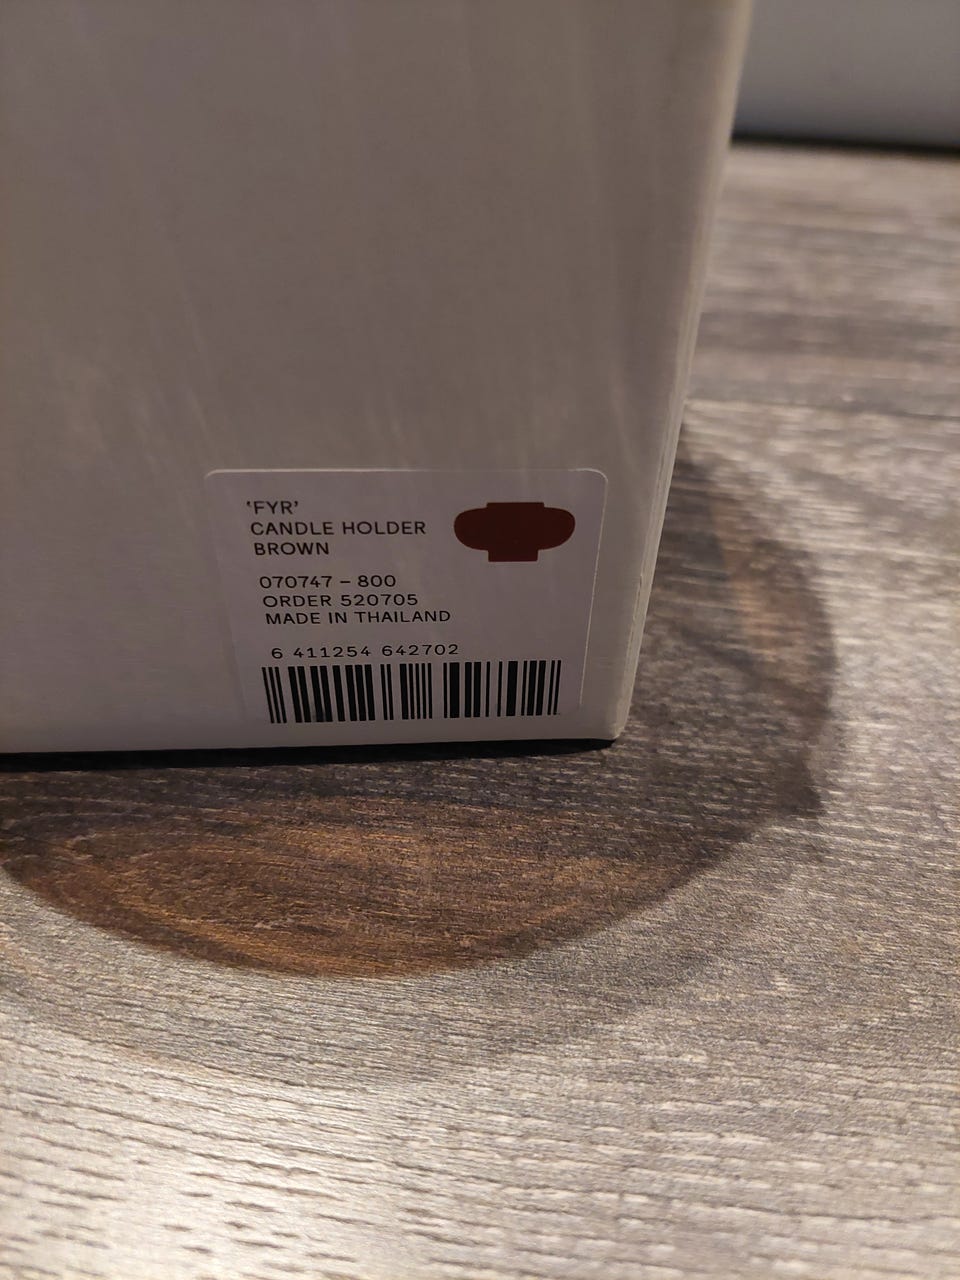 ‘FYR’
CANDLE HOLDER
BROWN
070747 – 800
ORDER 520705
MADE IN THAILAND
6 411254 642702